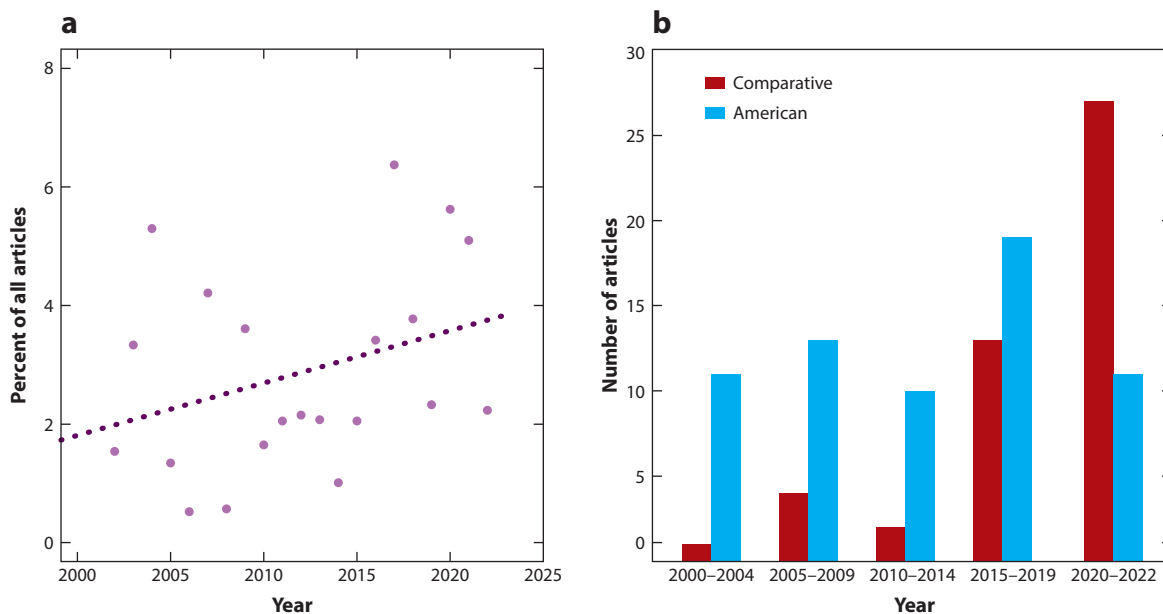 a
8
6
4
2
0
Percent of all articles
2000 2005 2010 2015 2020 2025
Year
b
30
25
20
15
10
5
0
Number of articles
Comparative
American
2000–2004 2005–2009 2010–2014 2015–2019 2020–2022
Year